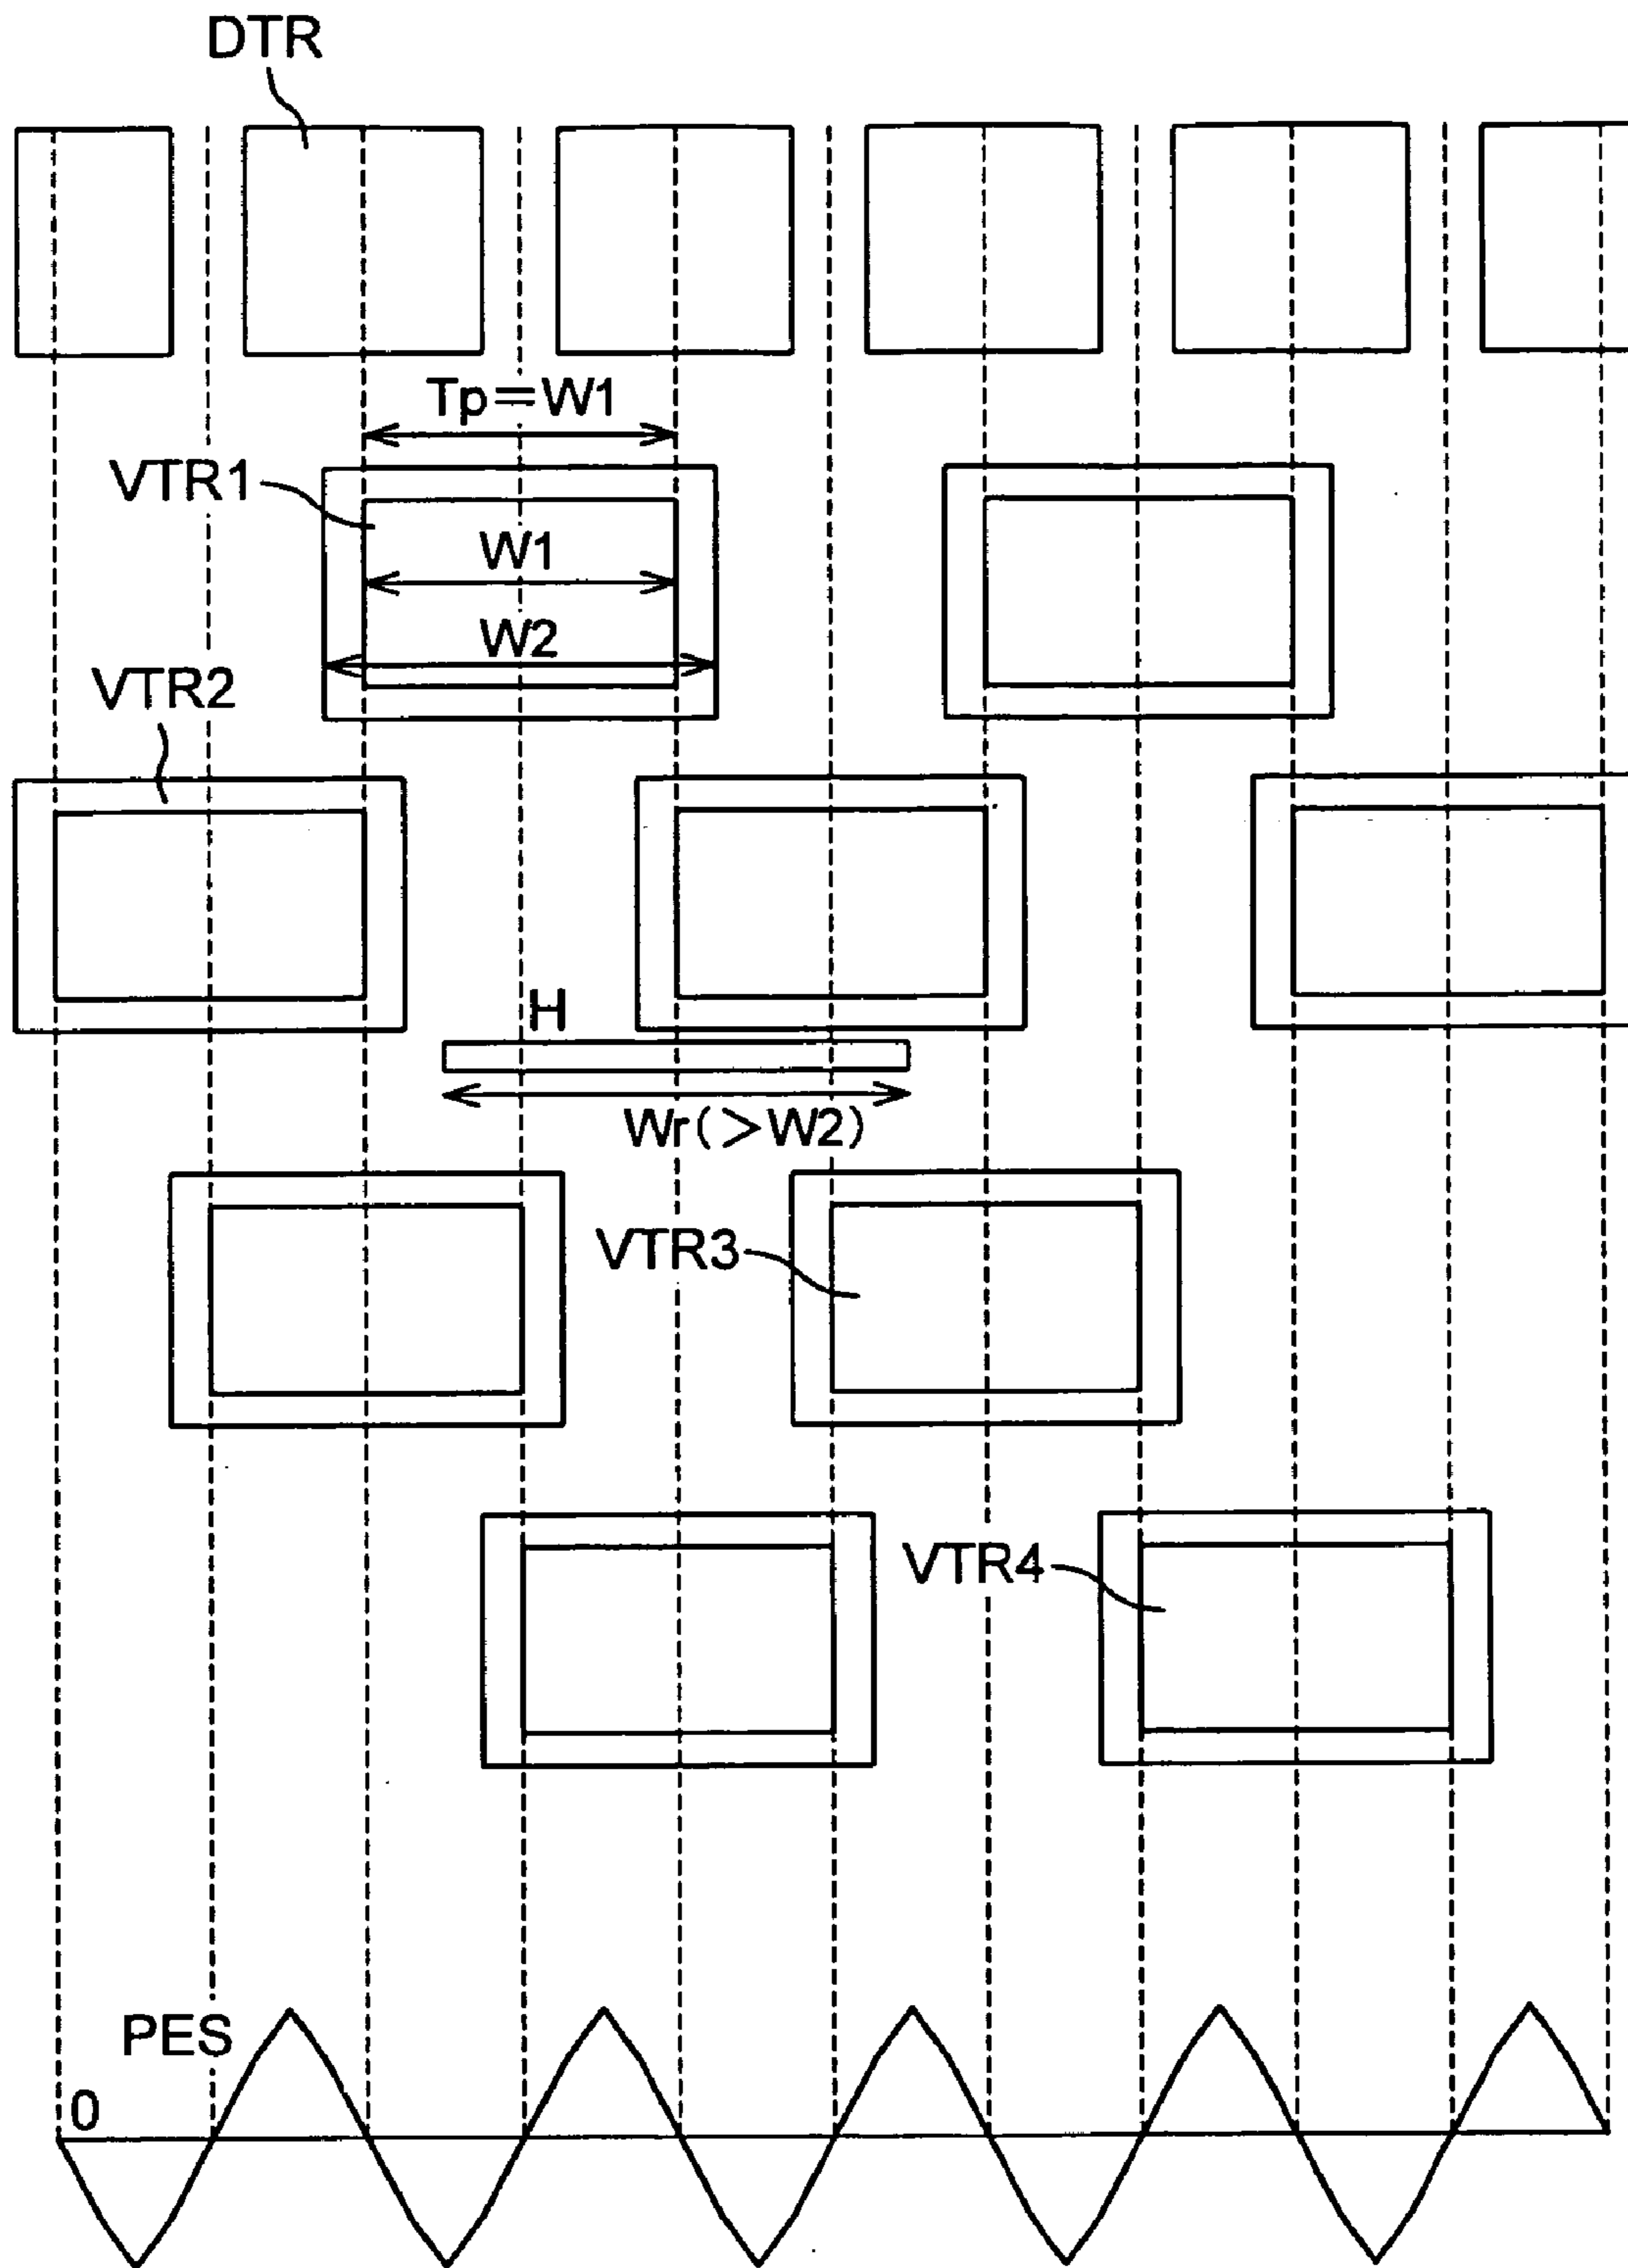 DTR
Tp=W1
VTR1
W1
W2
VTR2
H
Wr(>W2)
VTR3
VTR4
PES
0